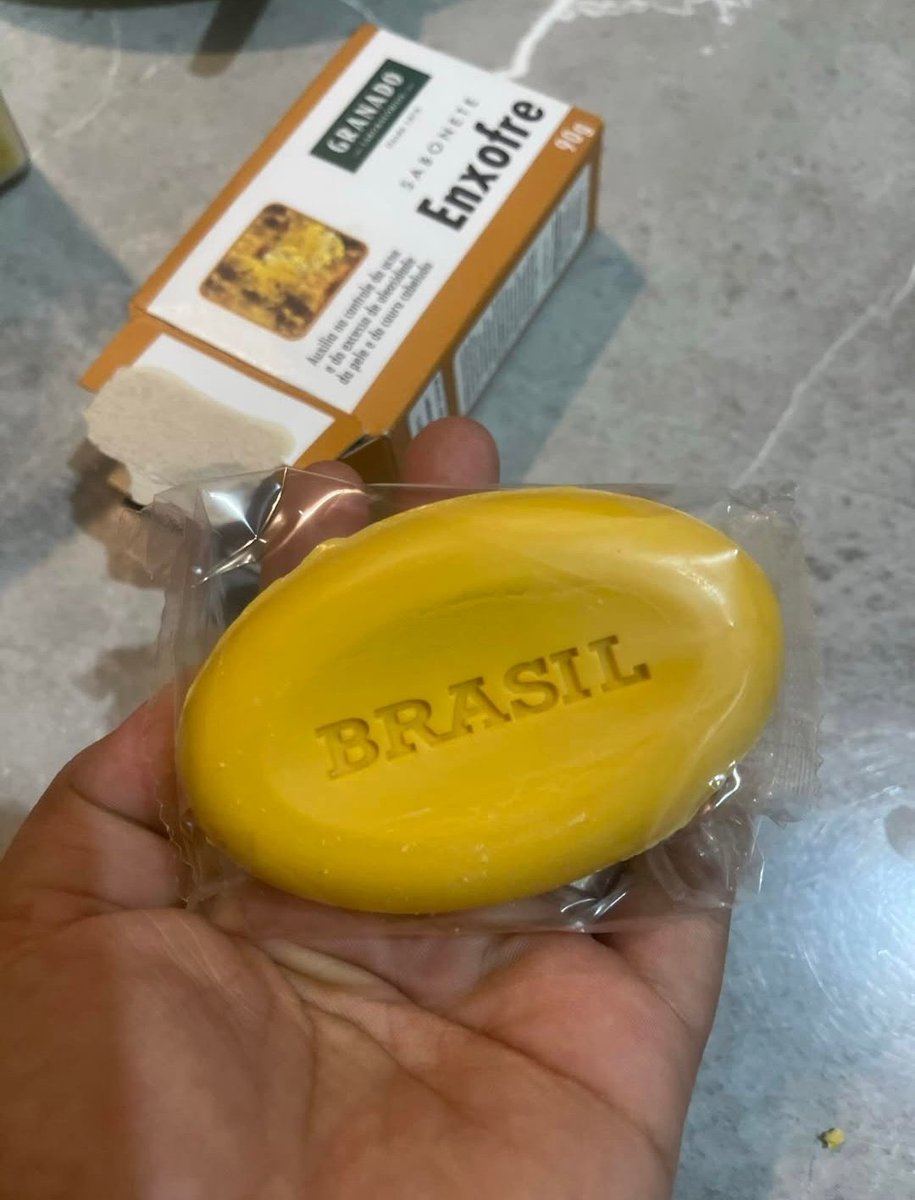 GRANADO
SABONETE
Enxofre
90g
Auxilia no controle da acne
e do excesso de oleosidade
da pele e do couro cabeludo
BRASIL